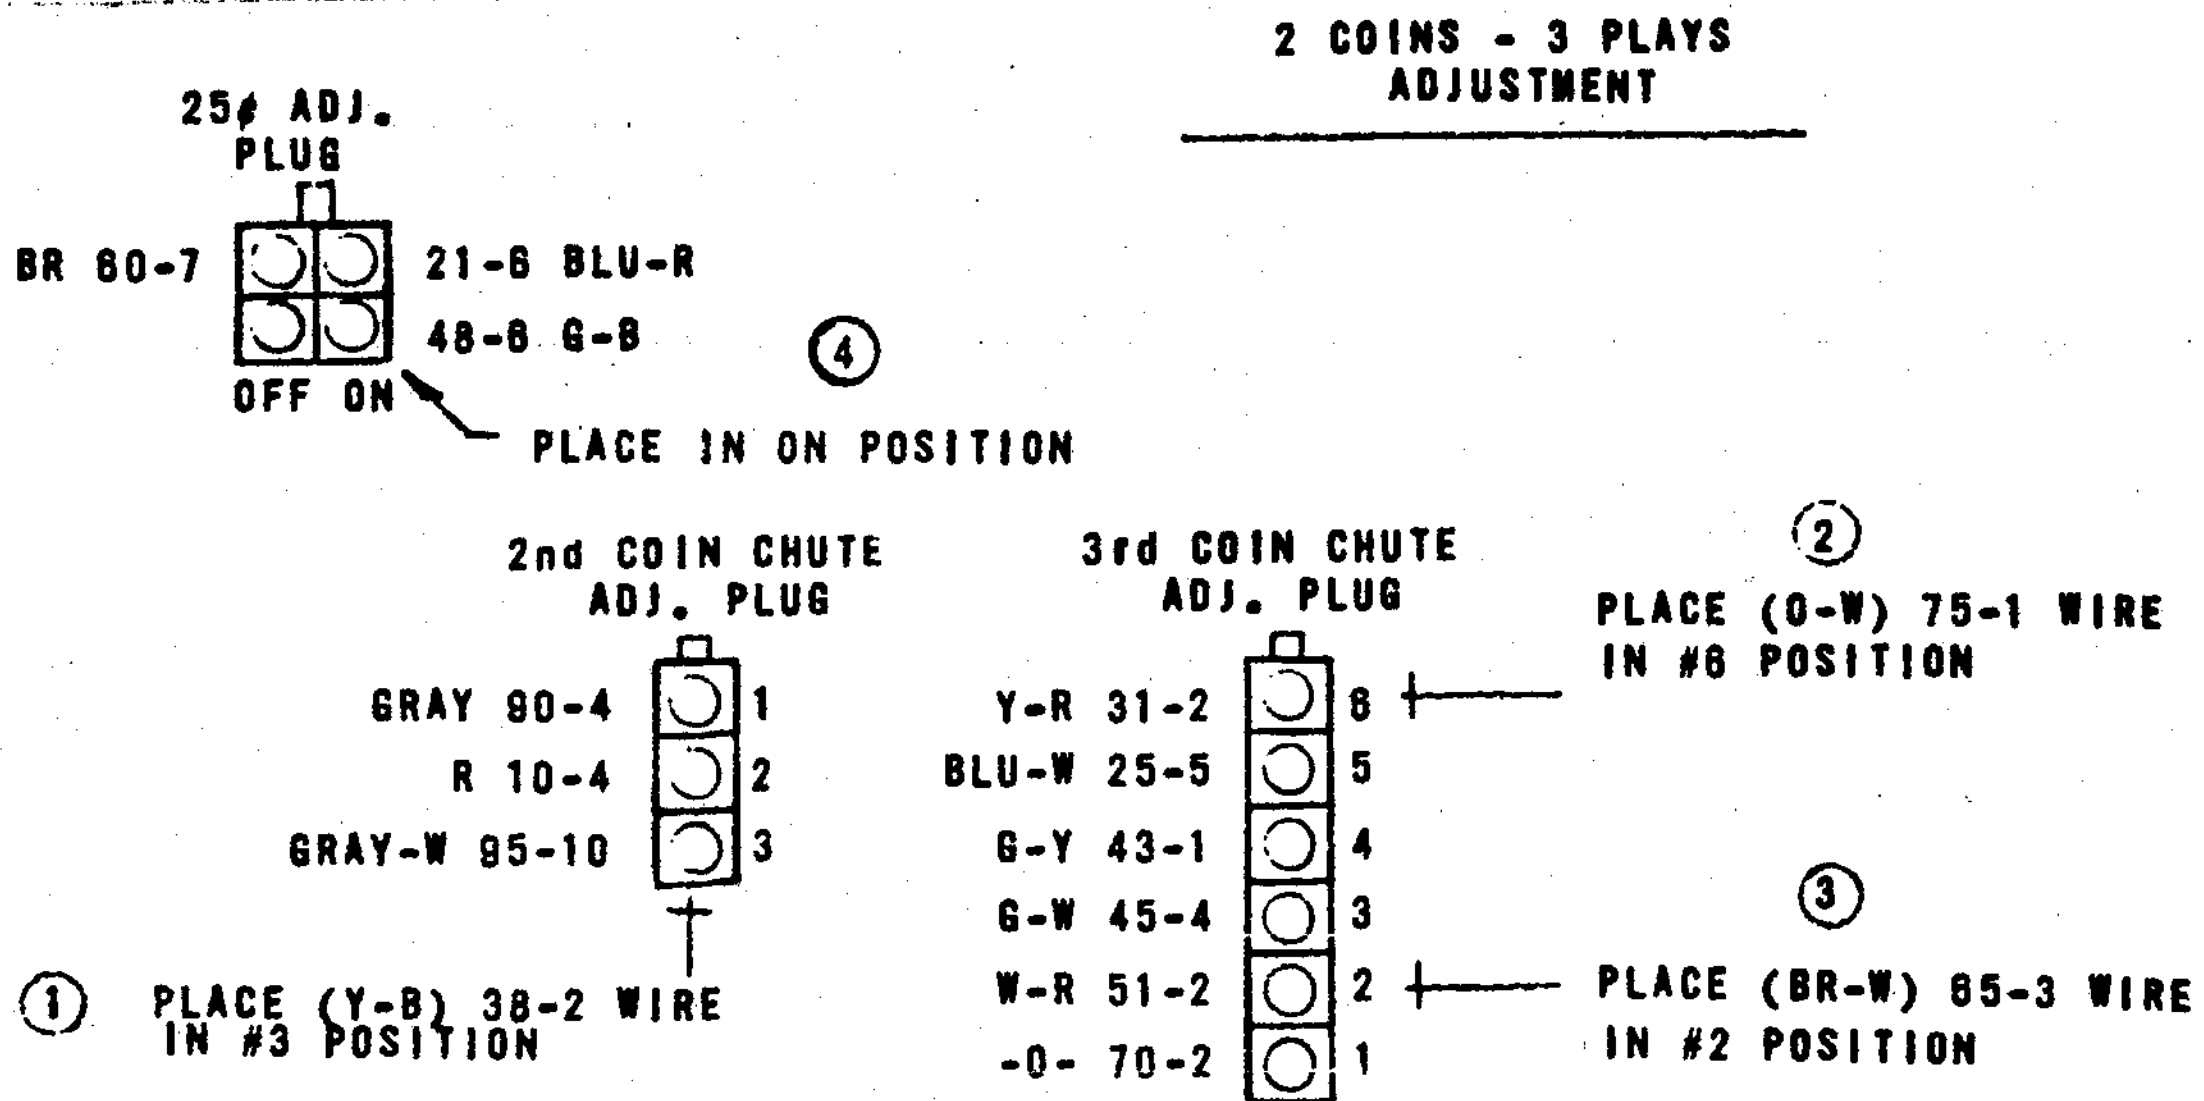 2 COINS - 3 PLAYS
ADJUSTMENT
25¢ ADJ.
PLUG
BR 60-7
21-6 BLU-R
48-6 G-B
OFF ON
4
PLACE IN ON POSITION
2nd COIN CHUTE
ADJ. PLUG
GRAY 90-4 1
R 10-4 2
GRAY-W 95-10 3
1
PLACE (Y-B) 38-2 WIRE
IN #3 POSITION
3rd COIN CHUTE
ADJ. PLUG
Y-R 31-2 6
BLU-W 25-5 5
G-Y 43-1 4
G-W 45-4 3
W-R 51-2 2
-O- 70-2 1
2
PLACE (O-W) 75-1 WIRE
IN #6 POSITION
3
PLACE (BR-W) 65-3 WIRE
IN #2 POSITION